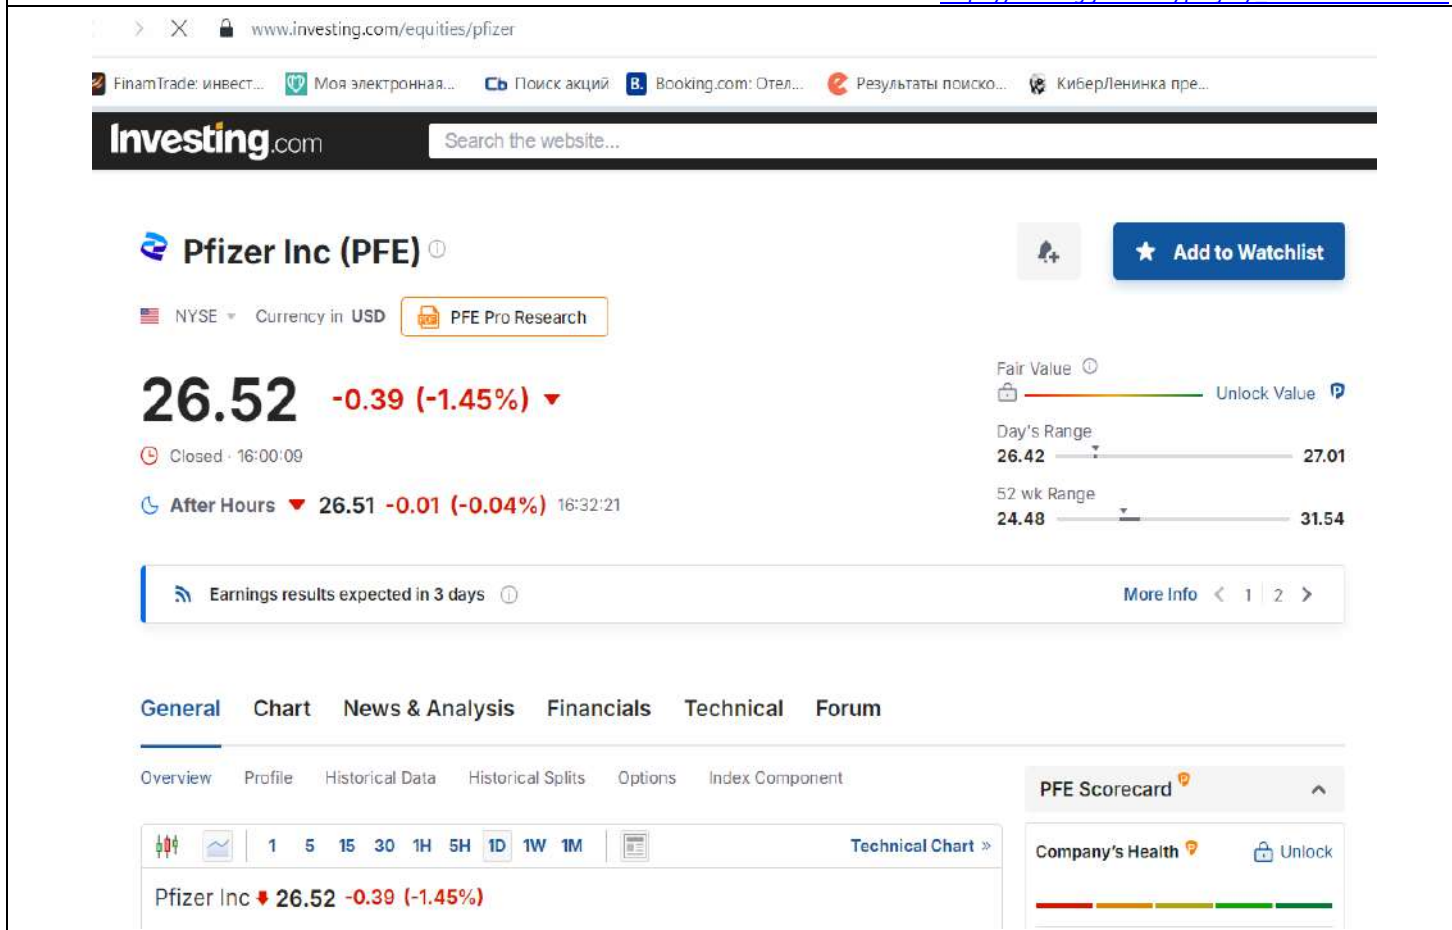 www.investing.com/equities/pfizer
FinamTrade: инвест... Моя электронная... Сb Поиск акций B. Booking.com: Отел... Результаты поиско... КиберЛенинка пре...
Investing.com Search the website...
Pfizer Inc (PFE)
Add to Watchlist
NYSE Currency in USD PFE Pro Research
26.52 -0.39 (-1.45%)
Fair Value
Unlock Value
Day's Range
26.42 27.01
Closed · 16:00:09
52 wk Range
24.48 31.54
After Hours 26.51 -0.01 (-0.04%) 16:32:21
Earnings results expected in 3 days More Info < 1 2 >
General Chart News & Analysis Financials Technical Forum
Overview Profile Historical Data Historical Splits Options Index Component
PFE Scorecard
1 5 15 30 1H 5H 1D 1W 1M Technical Chart »
Company's Health Unlock
Pfizer Inc 26.52 -0.39 (-1.45%)